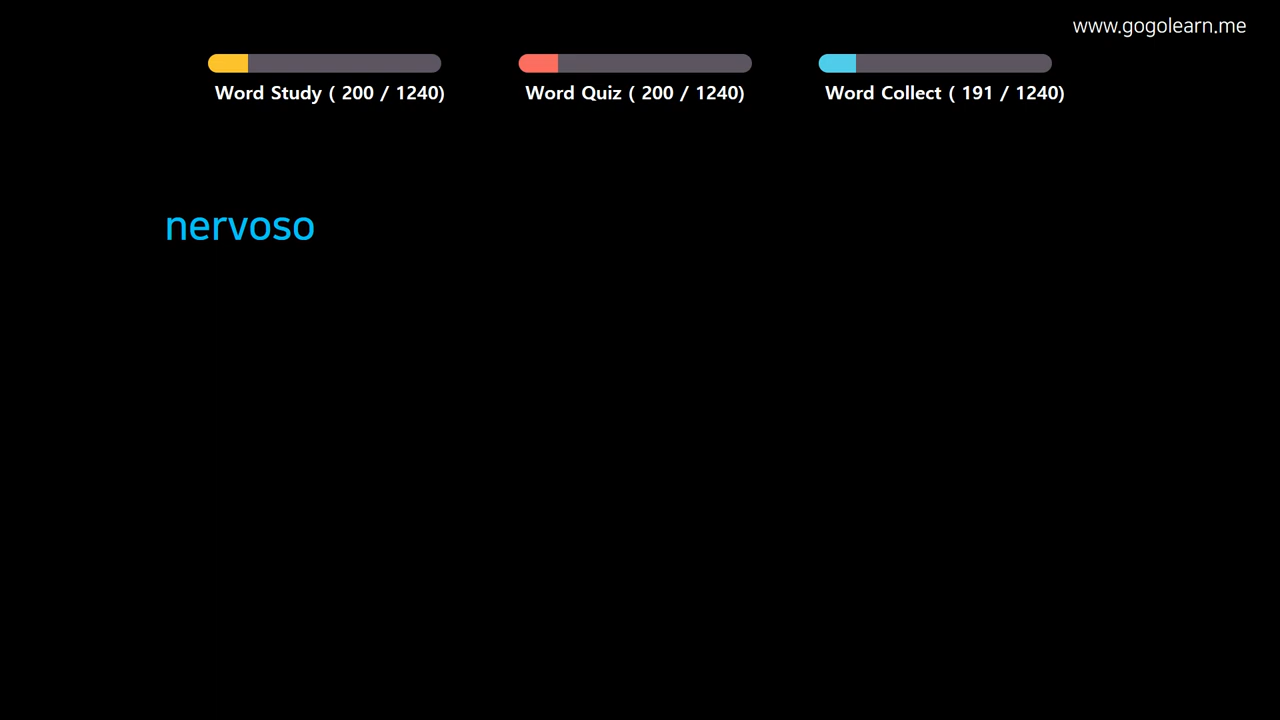 www.gogolearn.me
Word Study ( 200 / 1240)
Word Quiz ( 200 / 1240)
Word Collect ( 191 / 1240)
nervoso